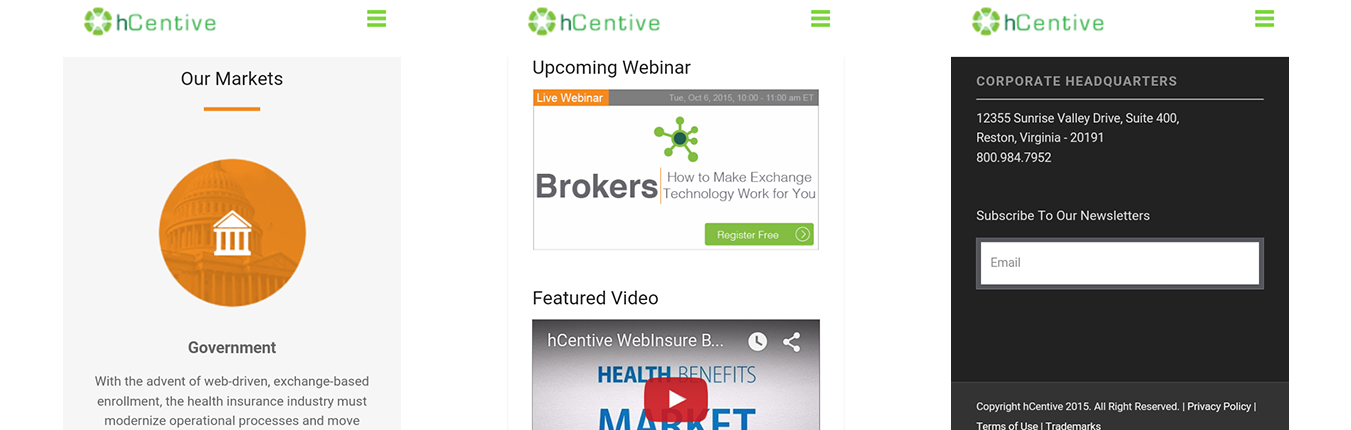 hCentive
Our Markets
Government
With the advent of web-driven, exchange-based
enrollment, the health insurance industry must
modernize operational processes and move
hCentive
Upcoming Webinar
Live Webinar
Tue, Oct 6, 2015, 10:00 - 11:00 am ET
Brokers
How to Make Exchange
Technology Work for You
Register Free
Featured Video
hCentive WebInsure B...
HEALTH BENEFITS
MARKET
hCentive
CORPORATE HEADQUARTERS
12355 Sunrise Valley Drive, Suite 400,
Reston, Virginia - 20191
800.984.7952
Subscribe To Our Newsletters
Email
Copyright hCentive 2015. All Right Reserved. | Privacy Policy |
Terms of Use | Trademarks